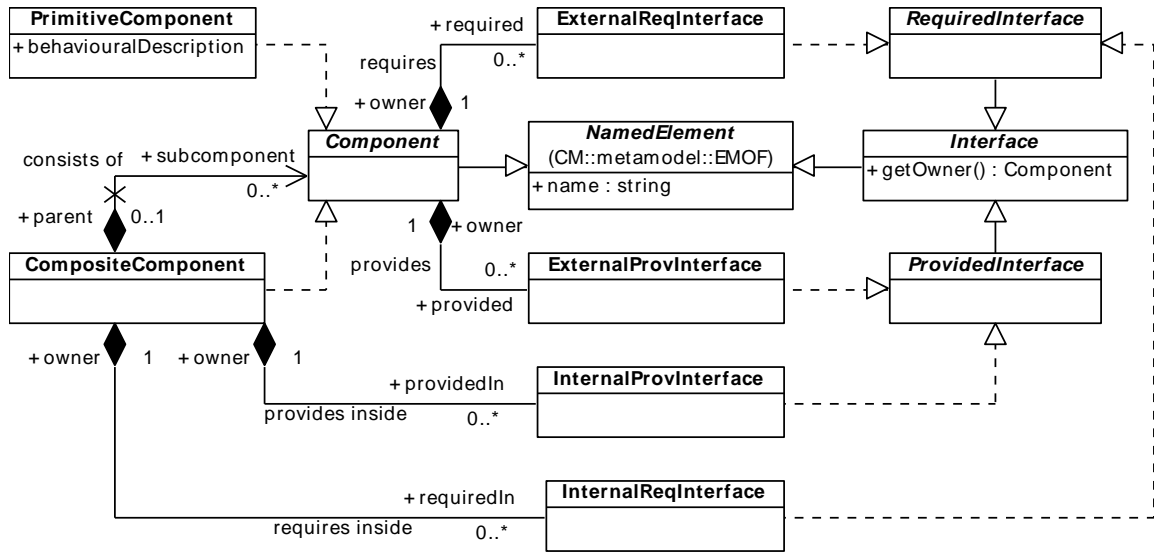 PrimitiveComponent
+ behaviouralDescription
+ required
0..*
requires
+ owner
1
ExternalReqInterface
RequiredInterface
Component
NamedElement
(CM::metamodel::EMOF)
+ name : string
Interface
+ getOwner() : Component
consists of
+ subcomponent
0..*
+ parent
0..1
1
+ owner
provides
0..*
+ provided
CompositeComponent
ExternalProvInterface
ProvidedInterface
+ owner
1
+ owner
1
+ providedIn
provides inside
0..*
InternalProvInterface
+ requiredIn
requires inside
0..*
InternalReqInterface